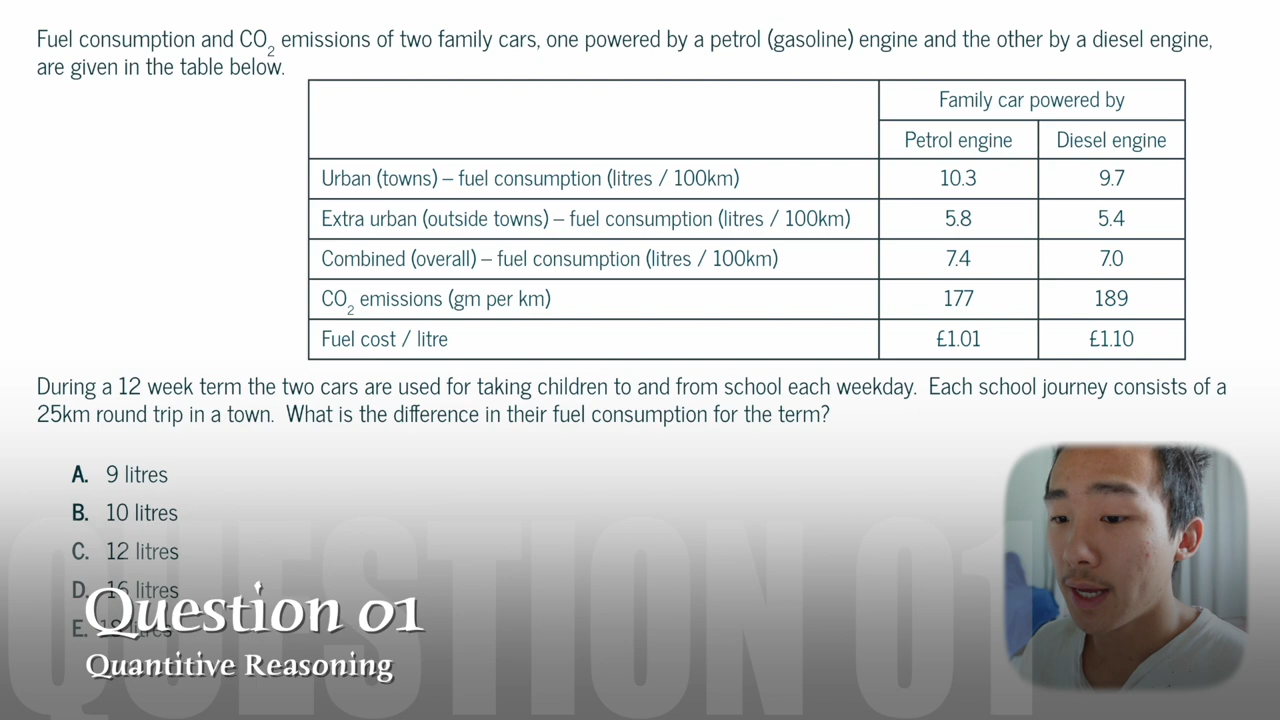 Fuel consumption and CO2 emissions of two family cars, one powered by a petrol (gasoline) engine and the other by a diesel engine,
are given in the table below.
Family car powered by
Petrol engine Diesel engine
Urban (towns) – fuel consumption (litres / 100km) 10.3 9.7
Extra urban (outside towns) – fuel consumption (litres / 100km) 5.8 5.4
Combined (overall) – fuel consumption (litres / 100km) 7.4 7.0
CO2 emissions (gm per km) 177 189
Fuel cost / litre £1.01 £1.10
During a 12 week term the two cars are used for taking children to and from school each weekday. Each school journey consists of a
25km round trip in a town. What is the difference in their fuel consumption for the term?
A. 9 litres
B. 10 litres
C. 12 litres
D. 16 litres
E. 18 litres
QUESTION 01
Question 01
Quantitive Reasoning